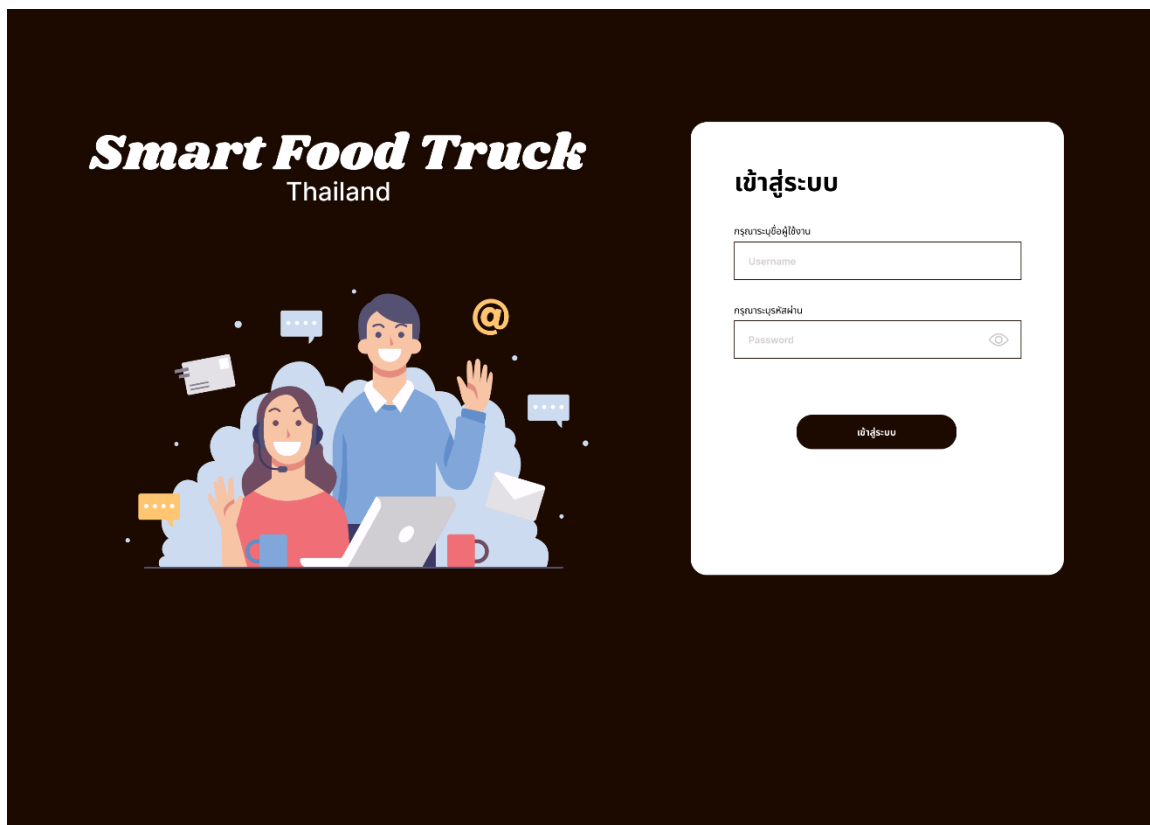 Smart Food Truck
Thailand
@
เข้าสู่ระบบ
กรุณาระบุชื่อผู้ใช้งาน
Username
กรุณาระบุรหัสผ่าน
Password
เข้าสู่ระบบ